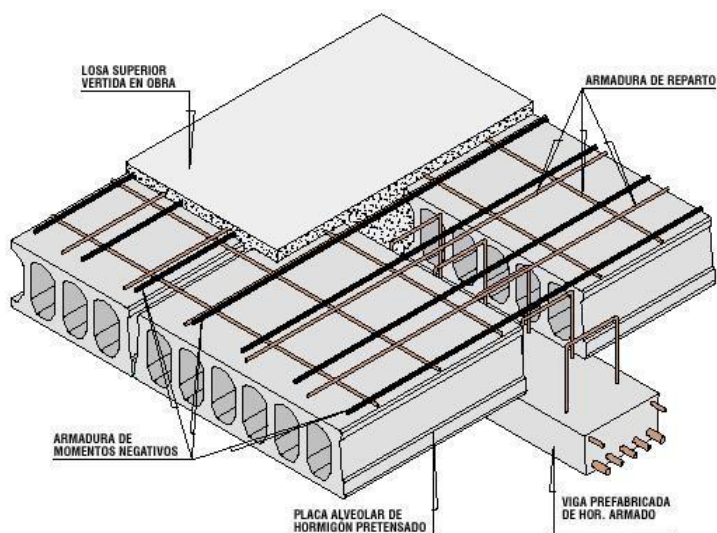 LOSA SUPERIOR
VERTIDA EN OBRA
ARMADURA DE REPARTO
ARMADURA DE
MOMENTOS NEGATIVOS
PLACA ALVEOLAR DE
HORMIGÓN PRETENSADO
VIGA PREFABRICADA
DE HOR. ARMADO